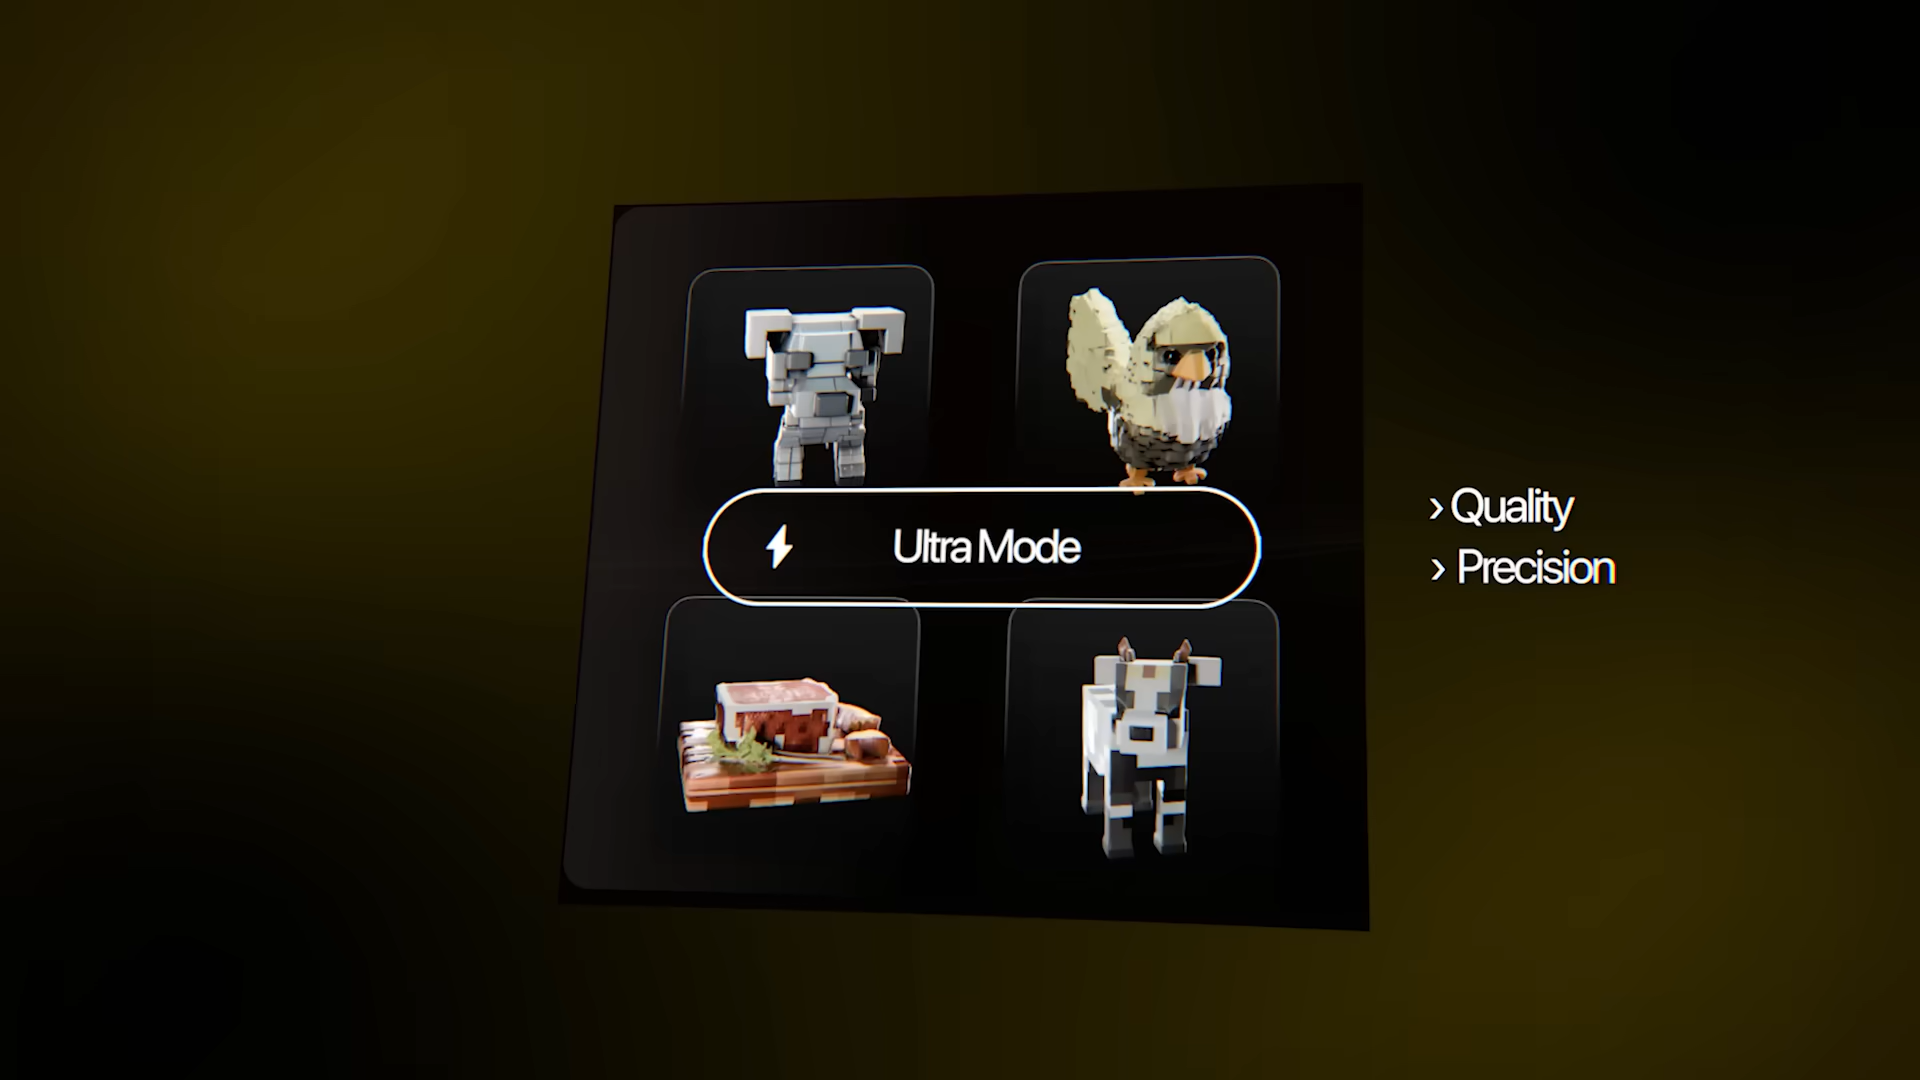 Ultra Mode
› Quality
› Precision